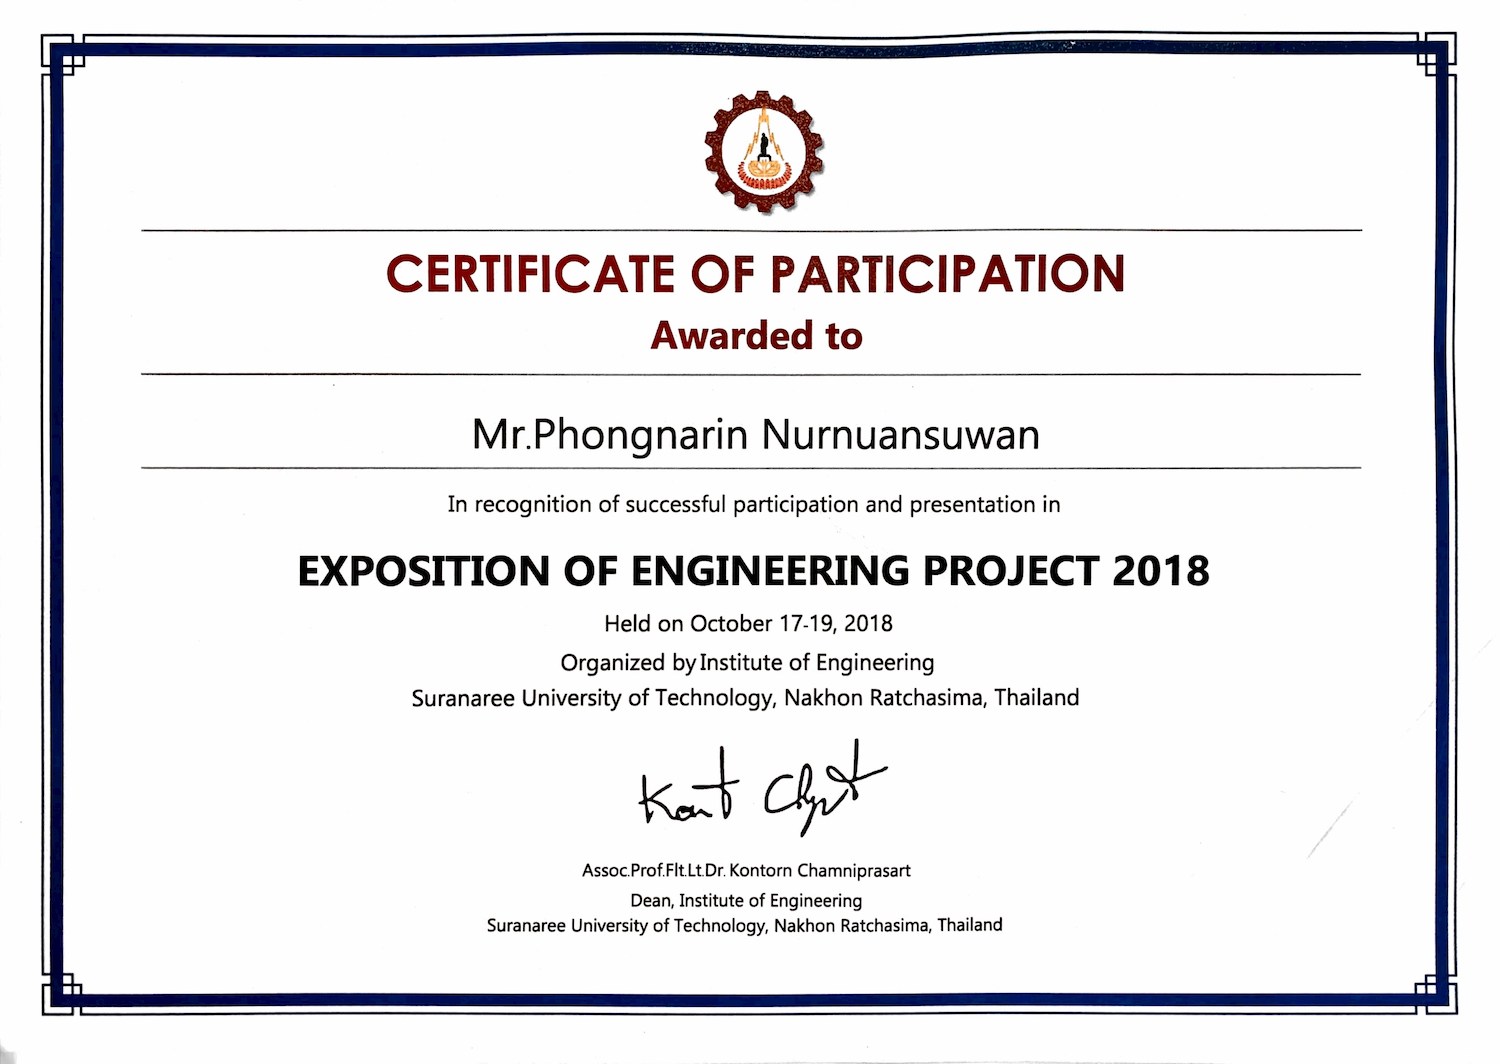 CERTIFICATE OF PARTICIPATION
Awarded to
Mr.Phongnarin Nurnuansuwan
In recognition of successful participation and presentation in
EXPOSITION OF ENGINEERING PROJECT 2018
Held on October 17-19, 2018
Organized by Institute of Engineering
Suranaree University of Technology, Nakhon Ratchasima, Thailand
Assoc.Prof.Flt.Lt.Dr. Kontorn Chamniprasart
Dean, Institute of Engineering
Suranaree University of Technology, Nakhon Ratchasima, Thailand